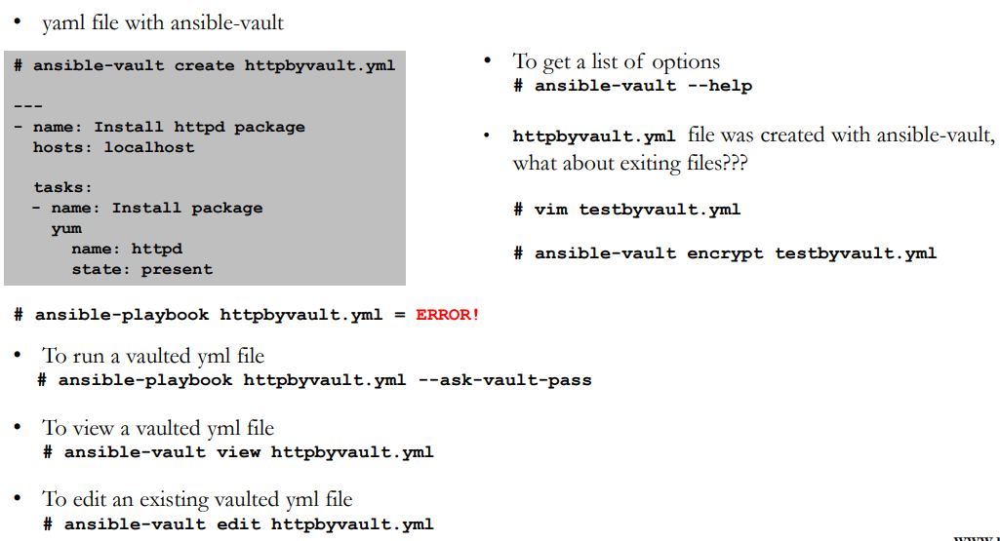 • yaml file with ansible-vault
# ansible-vault create httpbyvault.yml
---
- name: Install httpd package
  hosts: localhost
  tasks:
  - name: Install package
    yum
      name: httpd
      state: present
# ansible-playbook httpbyvault.yml = ERROR!
• To run a vaulted yml file
# ansible-playbook httpbyvault.yml --ask-vault-pass
• To view a vaulted yml file
# ansible-vault view httpbyvault.yml
• To edit an existing vaulted yml file
# ansible-vault edit httpbyvault.yml
• To get a list of options
# ansible-vault --help
• httpbyvault.yml file was created with ansible-vault,
what about exiting files???
# vim testbyvault.yml
# ansible-vault encrypt testbyvault.yml